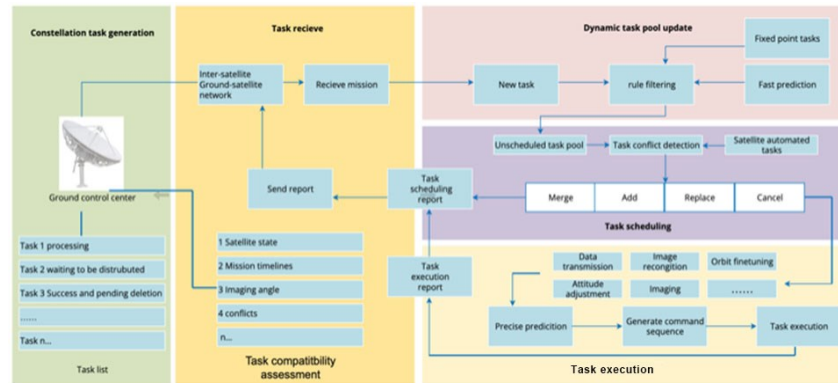 Constellation task generation
Ground control center
Task 1 processing
Task 2 waiting to be distrubuted
Task 3 Success and pending deletion
......
Task n...
Task list
Task recieve
Inter-satellite
Ground-satellite
network
Recieve mission
Send report
1 Satellite state
2 Mission timelines
3 Imaging angle
4 conflicts
n...
Task compatitbility
assessment
Dynamic task pool update
Fixed point tasks
New task
rule filtering
Fast prediction
Unscheduled task pool
Task conflict detection
Satellite automated
tasks
Task
scheduling
report
Merge
Add
Replace
Cancel
Task scheduling
Task
execution
report
Data
transmission
Image
recongition
Orbit finetuning
Attitude
adjustment
Imaging
......
Precise predicition
Generate command
sequence
Task execution
Task execution